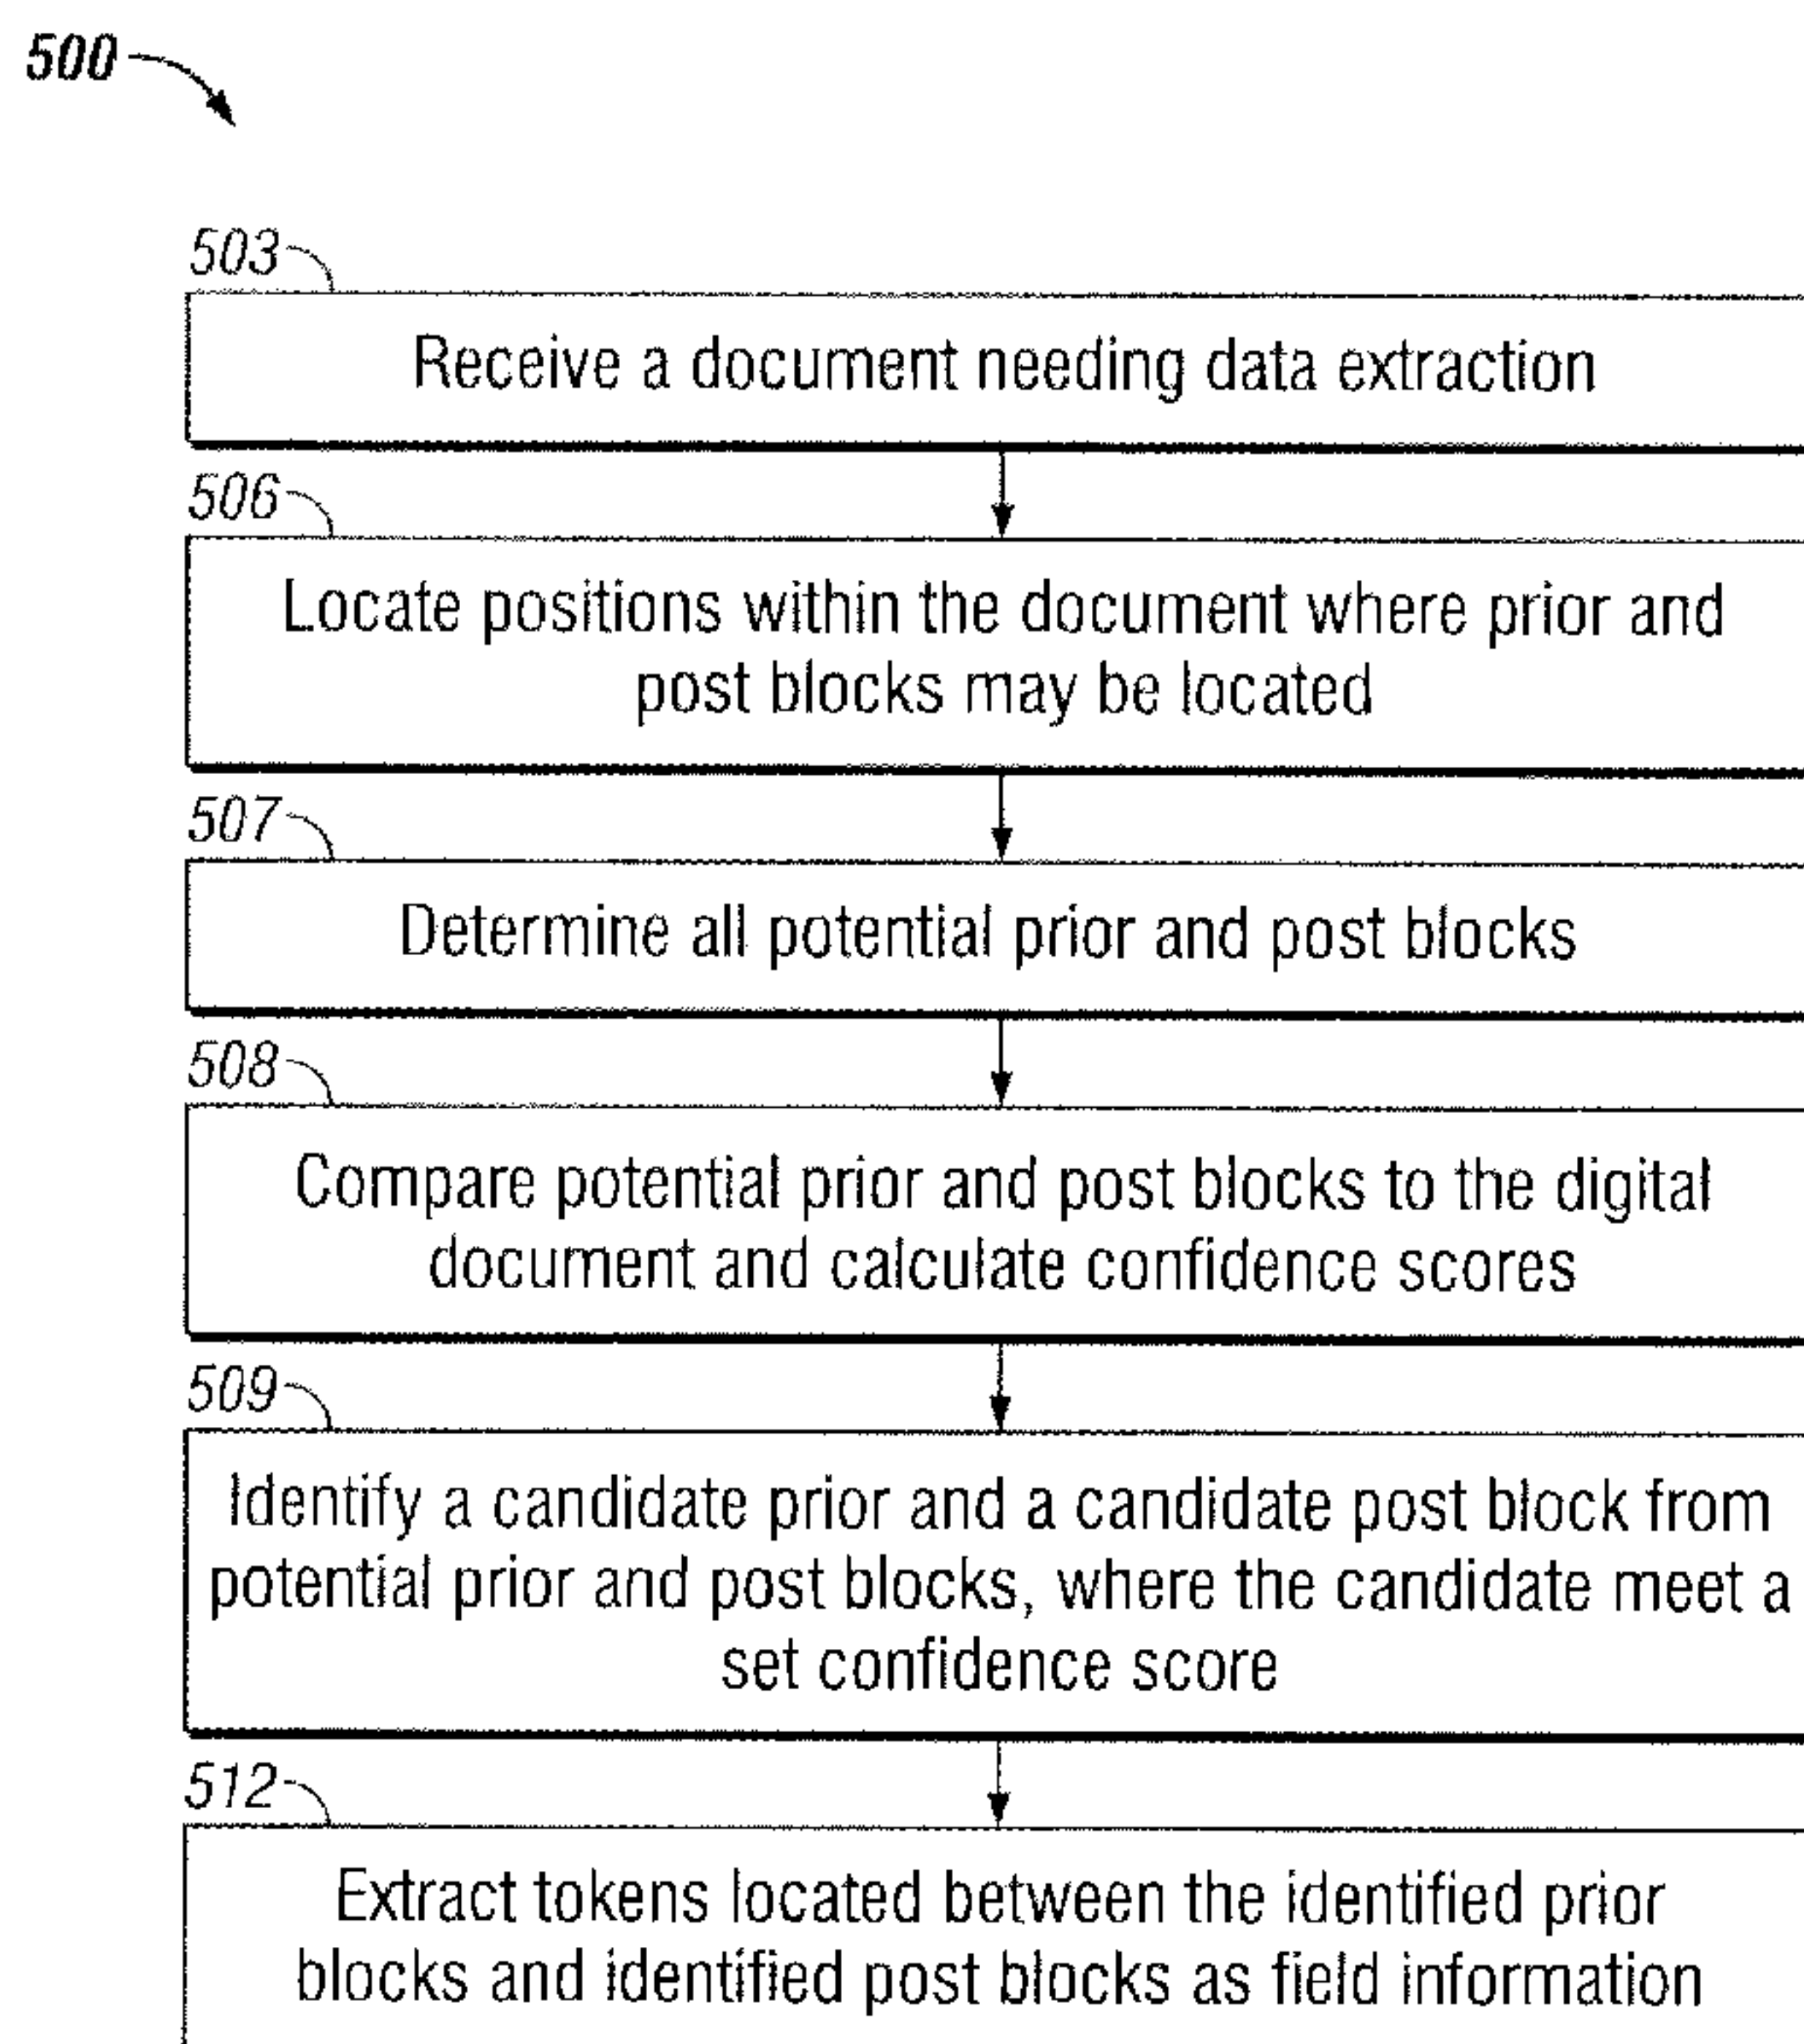 500
503
Receive a document needing data extraction
506
Locate positions within the document where prior and
post blocks may be located
507
Determine all potential prior and post blocks
508
Compare potential prior and post blocks to the digital
document and calculate confidence scores
509
Identify a candidate prior and a candidate post block from
potential prior and post blocks, where the candidate meet a
set confidence score
512
Extract tokens located between the identified prior
blocks and identified post blocks as field information